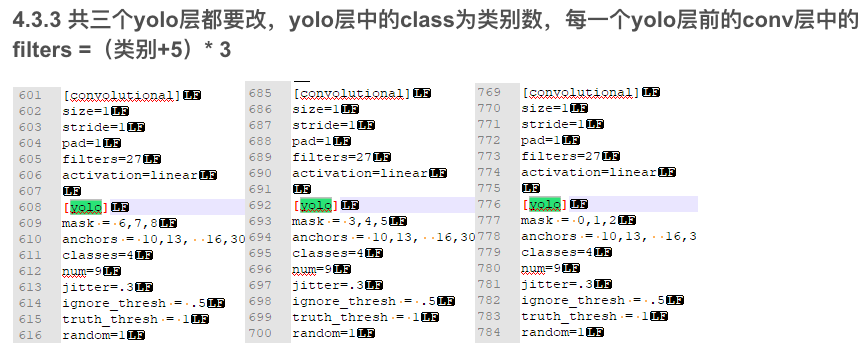 4.3.3 共三个yolo层都要改，yolo层中的class为类别数，每一个yolo层前的conv层中的
filters =（类别+5）* 3
601 [convolutional]LF
602 size=1LF
603 stride=1LF
604 pad=1LF
605 filters=27LF
606 activation=linearLF
607 LF
608 [yolo]LF
609 mask = 6,7,8LF
610 anchors = 10,13, 16,30
611 classes=4LF
612 num=9LF
613 jitter=.3LF
614 ignore_thresh = .5LF
615 truth_thresh = 1LF
616 random=1LF
685 [convolutional]LF
686 size=1LF
687 stride=1LF
688 pad=1LF
689 filters=27LF
690 activation=linearLF
691 LF
692 [yolo]LF
693 mask = 3,4,5LF
694 anchors = 10,13, 16,30
695 classes=4LF
696 num=9LF
697 jitter=.3LF
698 ignore_thresh = .5LF
699 truth_thresh = 1LF
700 random=1LF
769 [convolutional]LF
770 size=1LF
771 stride=1LF
772 pad=1LF
773 filters=27LF
774 activation=linearLF
775 LF
776 [yolo]LF
777 mask = 0,1,2LF
778 anchors = 10,13, 16,3
779 classes=4LF
780 num=9LF
781 jitter=.3LF
782 ignore_thresh = .5LF
783 truth_thresh = 1LF
784 random=1LF